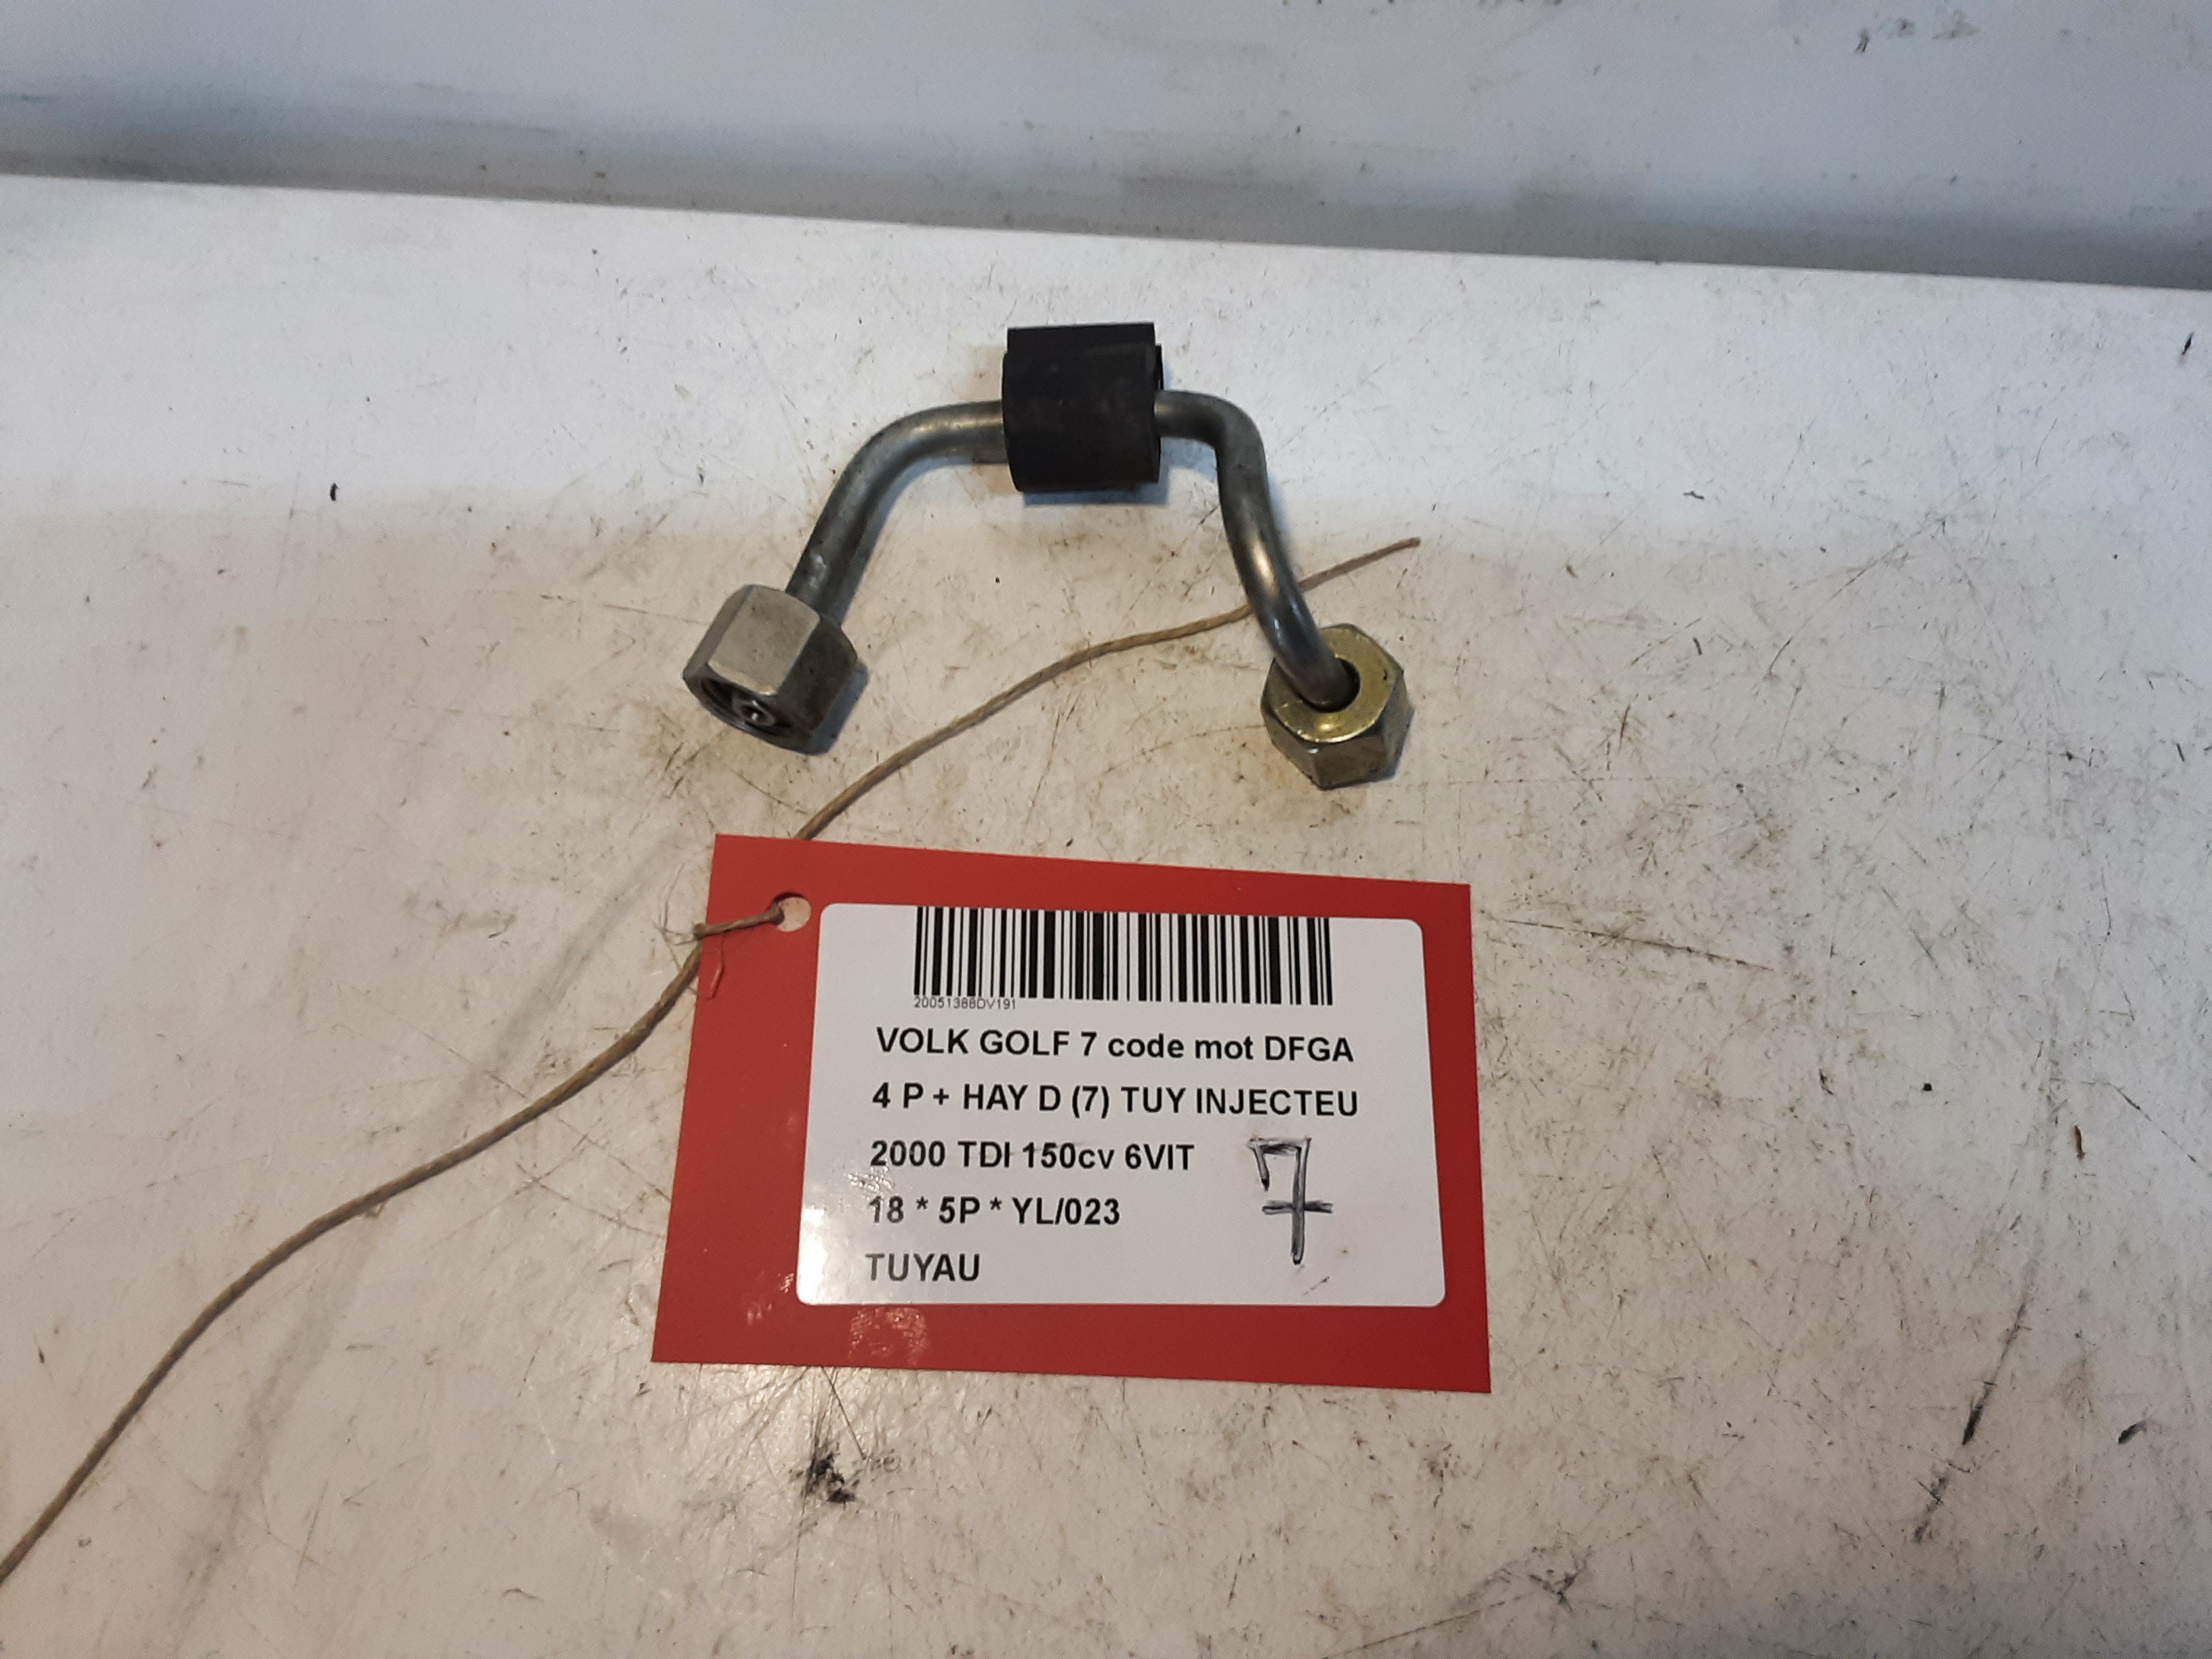 20051388DV191
VOLK GOLF 7 code mot DFGA
4 P + HAY D (7) TUY INJECTEU
2000 TDI 150cv 6VIT
7
18 * 5P * YL/023
TUYAU